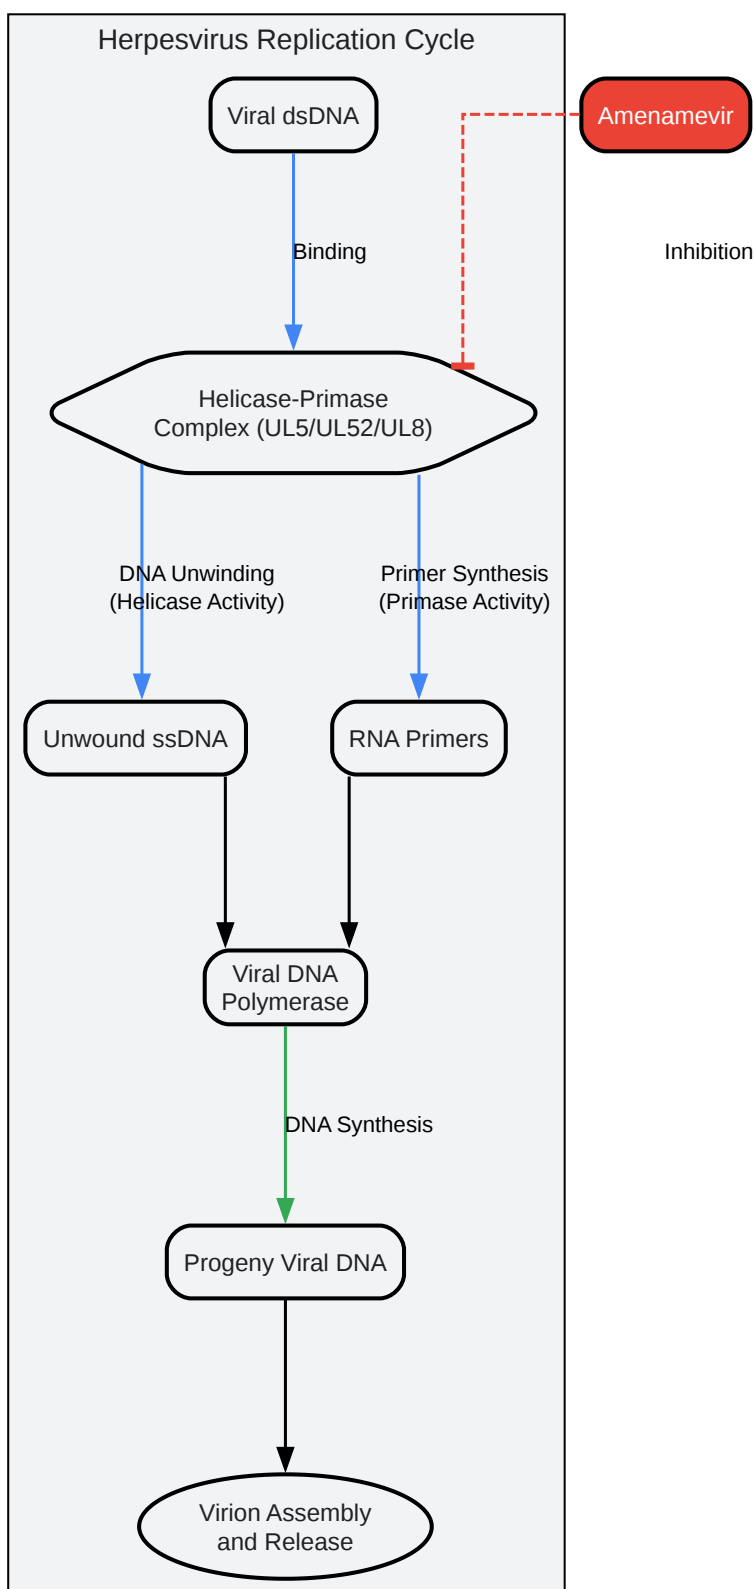 Herpesvirus Replication Cycle
Viral dsDNA
Amenamevir
Binding
Inhibition
Helicase-Primase
Complex (UL5/UL52/UL8)
DNA Unwinding
(Helicase Activity)
Primer Synthesis
(Primase Activity)
Unwound ssDNA
RNA Primers
Viral DNA
Polymerase
DNA Synthesis
Progeny Viral DNA
Virion Assembly
and Release